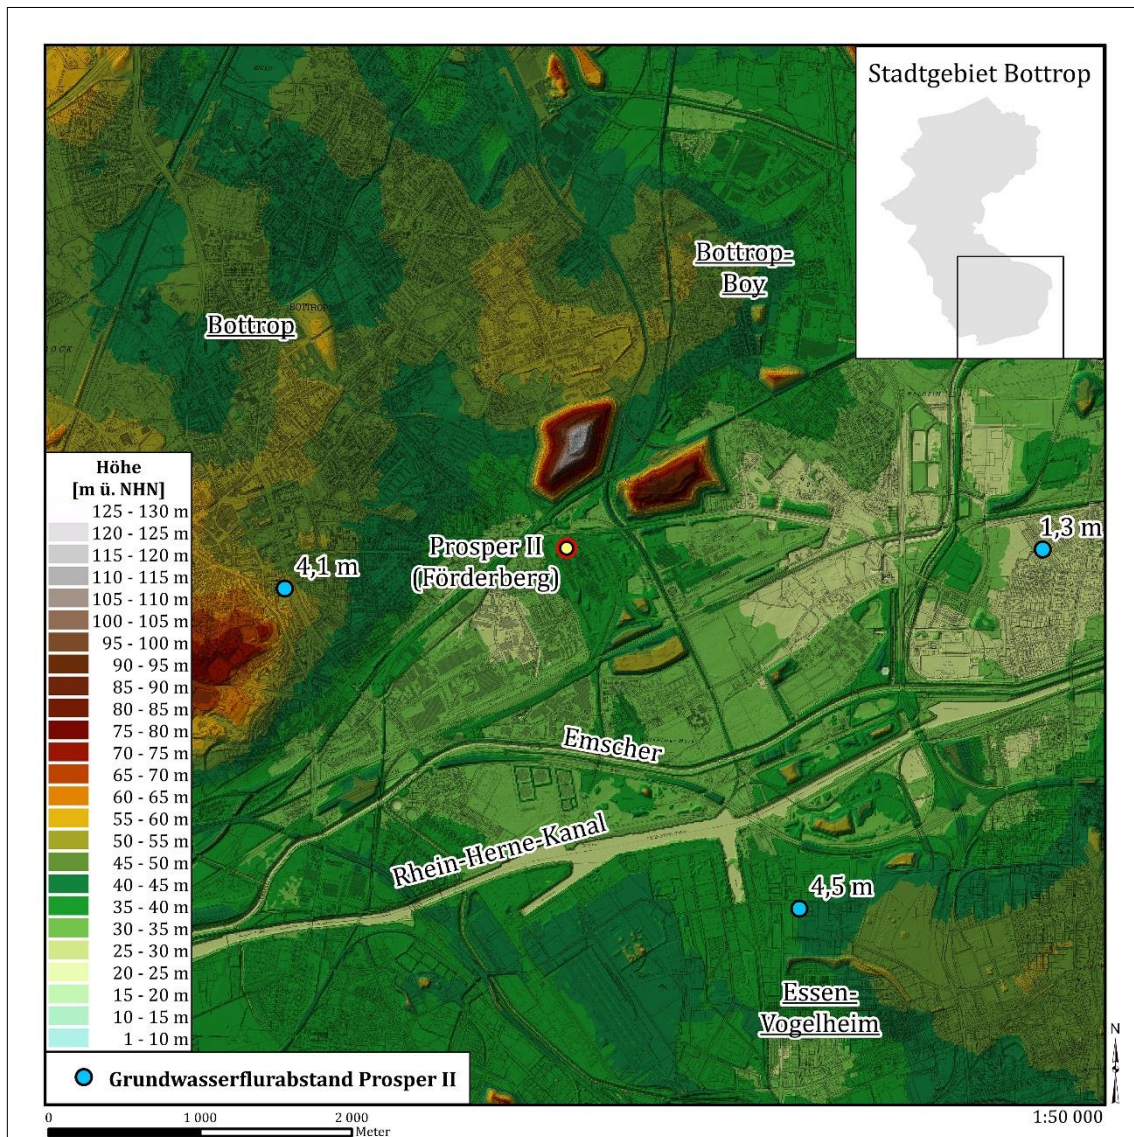 Stadtgebiet Bottrop
Bottrop-
Boy
BOTTROP
Bottrop
Höhe
[m ü. NHN]
125 - 130 m
120 - 125 m
115 - 120 m
110 - 115 m
105 - 110 m
100 - 105 m
95 - 100 m
90 - 95 m
85 - 90 m
80 - 85 m
75 - 80 m
70 - 75 m
65 - 70 m
60 - 65 m
55 - 60 m
50 - 55 m
45 - 50 m
40 - 45 m
35 - 40 m
30 - 35 m
25 - 30 m
20 - 25 m
15 - 20 m
10 - 15 m
1 - 10 m
1,3 m
Prosper II
(Förderberg)
4,1 m
Emscher
Rhein-Herne-Kanal
4,5 m
Essen-
Vogelheim
Grundwasserflurabstand Prosper II
N
0 1 000 2 000
Meter
1:50 000